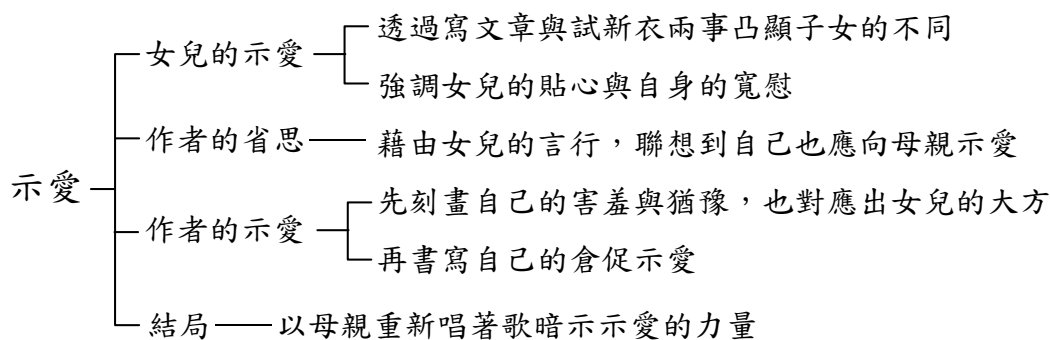 示愛
女兒的示愛
透過寫文章與試新衣兩事凸顯子女的不同
強調女兒的貼心與自身的寬慰
作者的省思
藉由女兒的言行，聯想到自己也應向母親示愛
作者的示愛
先刻畫自己的害羞與猶豫，也對應出女兒的大方
再書寫自己的倉促示愛
結局
以母親重新唱著歌暗示示愛的力量